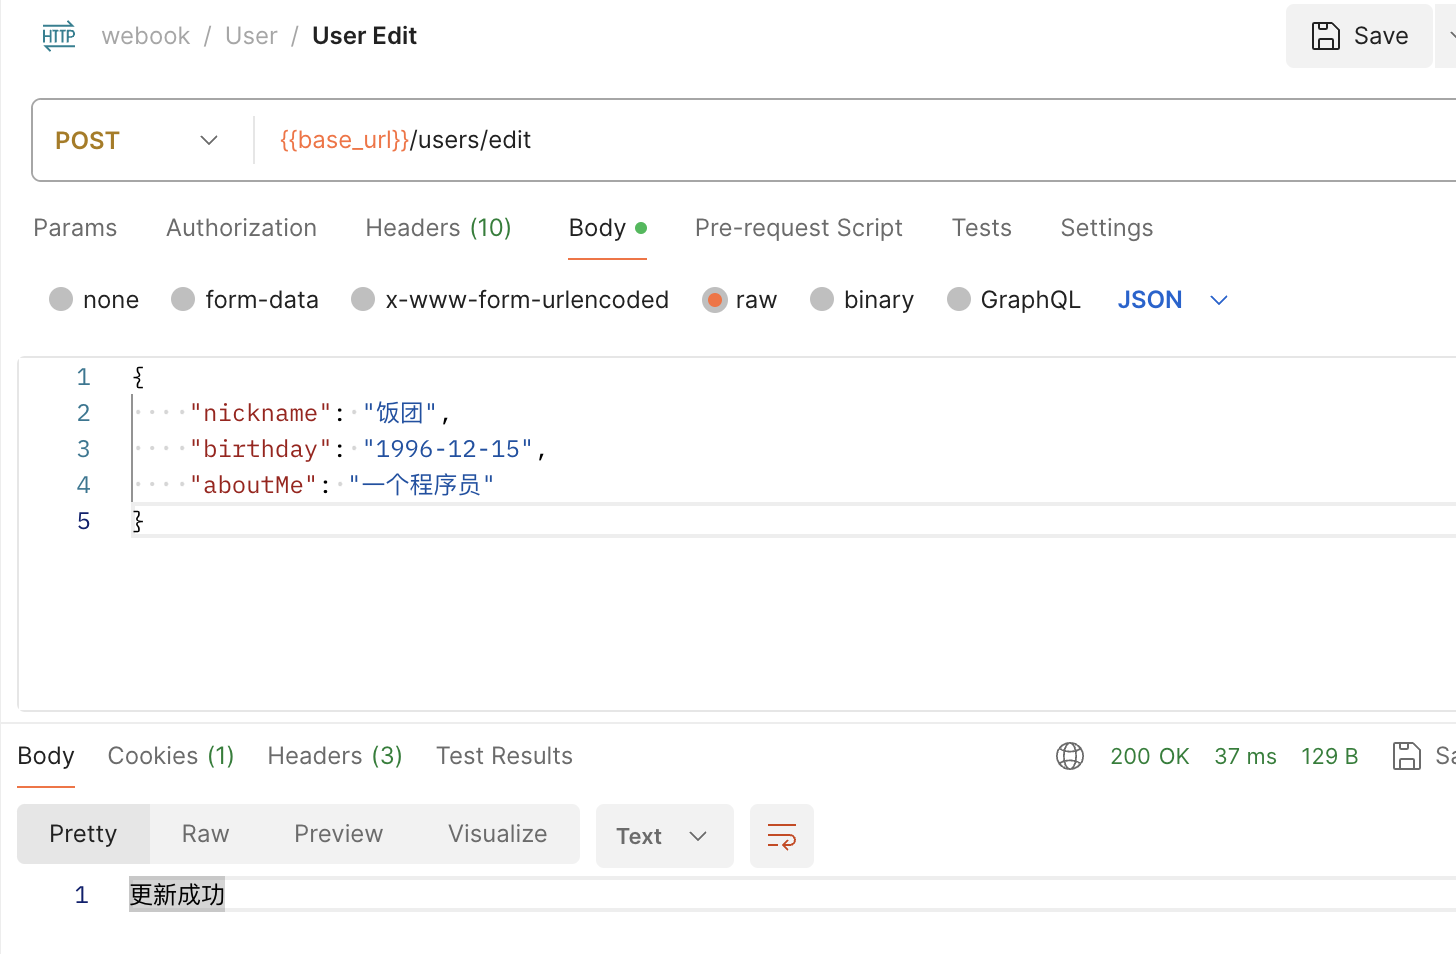 HTTP webook / User / User Edit Save
POST {{base_url}}/users/edit
Params Authorization Headers (10) Body Pre-request Script Tests Settings
none form-data x-www-form-urlencoded raw binary GraphQL JSON
1 {
2 "nickname": "饭团",
3 "birthday": "1996-12-15",
4 "aboutMe": "一个程序员"
5 }
Body Cookies (1) Headers (3) Test Results 200 OK 37 ms 129 B
Pretty Raw Preview Visualize Text
1 更新成功